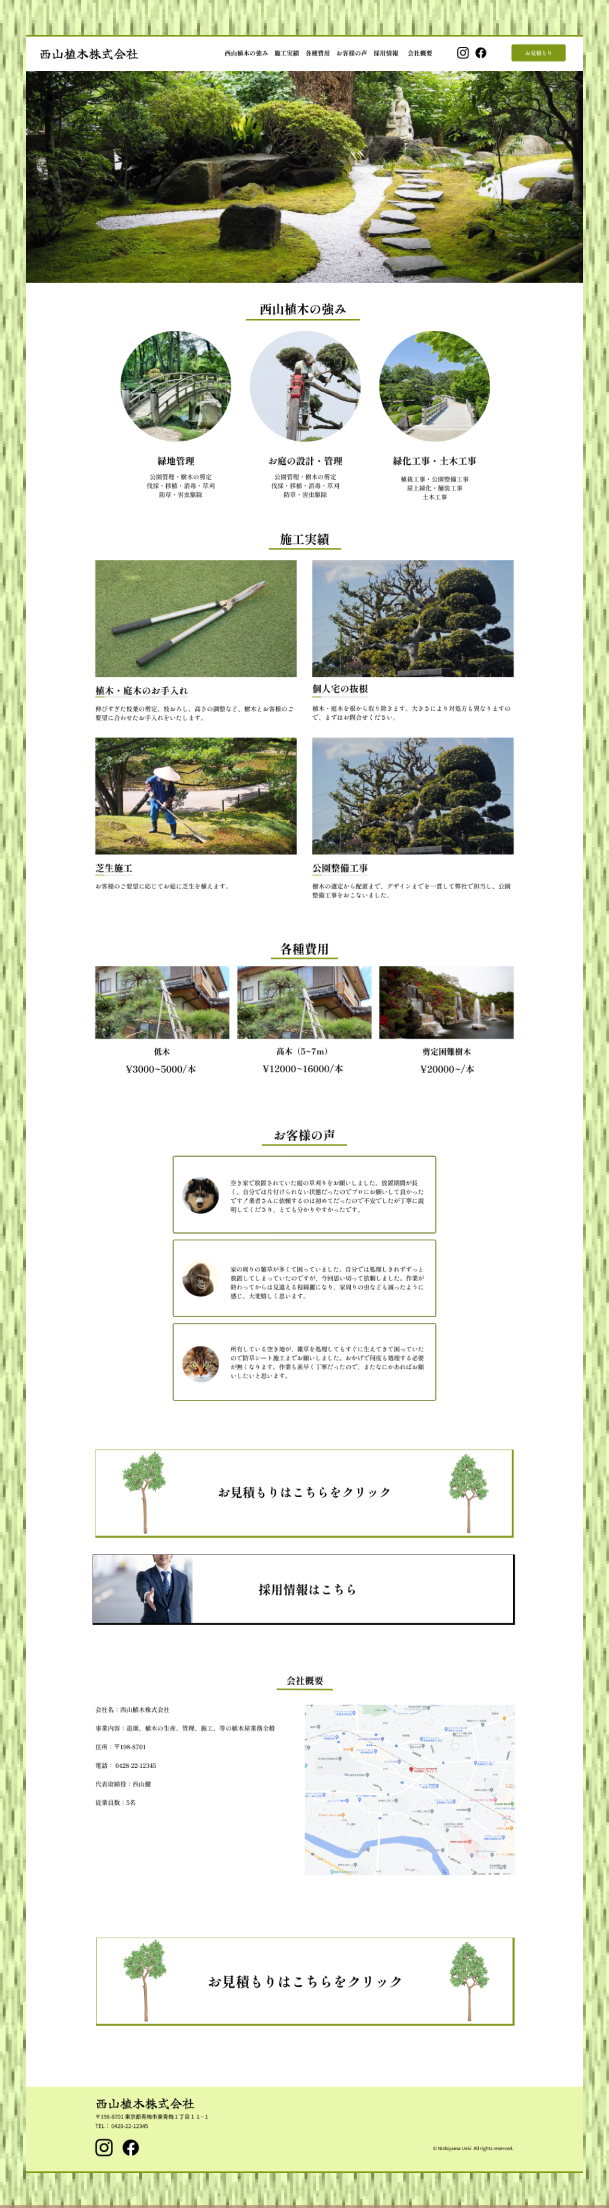 西山植木株式会社
西山植木の強み 施工実績 各種費用 お客様の声 採用情報 会社概要
お見積もり
西山植木の強み
緑地管理
公園管理・樹木の剪定
伐採・移植・消毒・草刈
防草・害虫駆除
お庭の設計・管理
公園管理・樹木の剪定
伐採・移植・消毒・草刈
防草・害虫駆除
緑化工事・土木工事
植栽工事・公園整備工事
屋上緑化・舗装工事
土木工事
施工実績
植木・庭木のお手入れ
伸びすぎた枝葉の剪定、枝おろし、高さの調整など、樹木とお客様のご
要望に合わせたお手入れをいたします。
個人宅の抜根
植木・庭木を根から取り除きます。大きさにより対処方も異なりますの
で、まずはお問合せください。
芝生施工
お客様のご要望に応じてお庭に芝生を植えます。
公園整備工事
樹木の選定から配置まで、デザインまでを一貫して弊社で担当し、公園
整備工事をおこないました。
各種費用
低木
¥3000~5000/本
高木（5~7m）
¥12000~16000/本
剪定困難樹木
¥20000~/本
お客様の声
空き家で放置されていた庭の草刈りをお願いしました。放置期間が長
く、自分では片付けられない状態だったのでプロにお願いして良かった
です！業者さんに依頼するのは初めてだったので不安でしたが丁寧に説
明してくださり、とても分かりやすかったです。
家の周りの雑草が多くて困っていました。自分では処理しきれずずっと
放置してしまっていたのですが、今回思い切って依頼しました。作業が
終わってからは見違える程綺麗になり、家周りの虫なども減ったように
感じ、大変嬉しく思います。
所有している空き地が、雑草を処理してもすぐに生えてきて困っていた
ので防草シート施工までお願いしました。おかげで何度も処理する必要
が無くなります。作業も素早く丁寧だったので、またなにかあればお願
いしたいと思います。
お見積もりはこちらをクリック
採用情報はこちら
会社概要
会社名：西山植木株式会社
事業内容：造園、植木の生産、管理、施工、等の植木屋業務全般
住所：〒198-8701
電話： 0428-22-12345
代表取締役：西山健
従業員数：5名
お見積もりはこちらをクリック
西山植木株式会社
〒198-8701 東京都青梅市東青梅１丁目１１−１
TEL： 0428-22-12345
© Nishiyama Ueki All rights reserved.